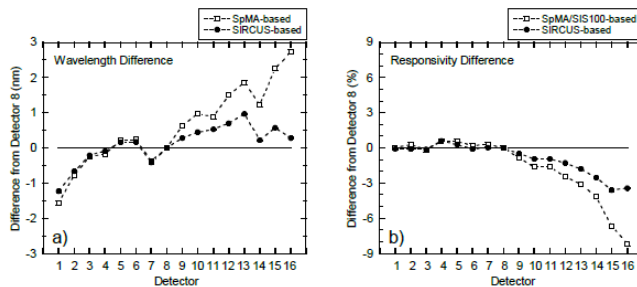 SpMA-based
SIRCUS-based
Wavelength Difference
Difference from Detector 8 (nm)
3
2
1
0
-1
-2
-3
a)
1 2 3 4 5 6 7 8 9 10 11 12 13 14 15 16
Detector
SpMA/SIS100-based
SIRCUS-based
Responsivity Difference
Difference from Detector 8 (%)
9
6
3
0
-3
-6
-9
b)
1 2 3 4 5 6 7 8 9 10 11 12 13 14 15 16
Detector